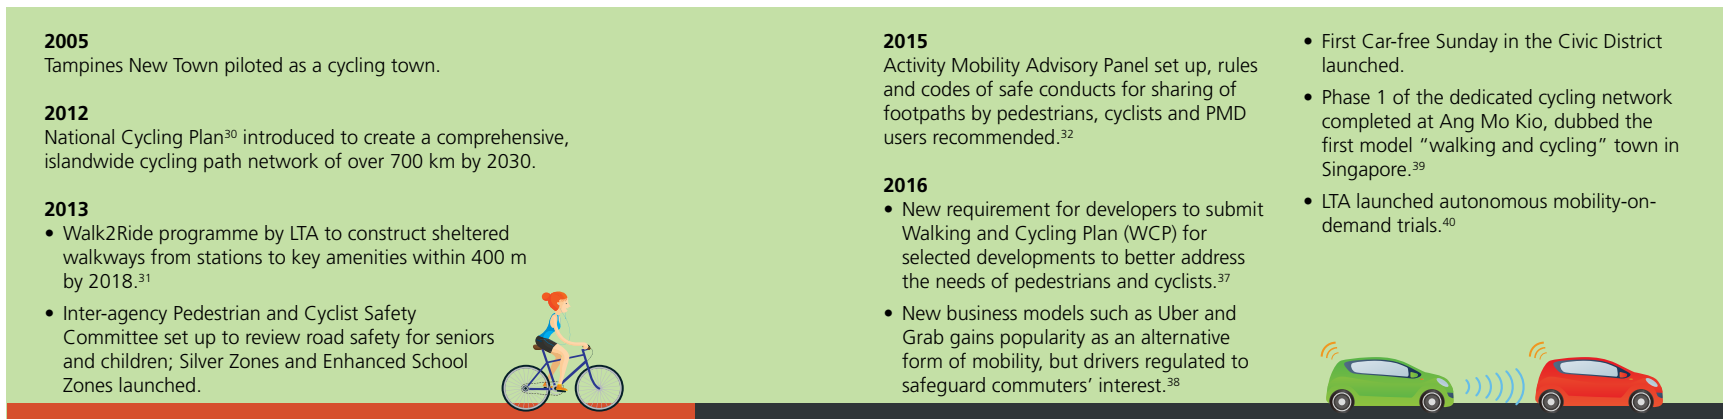 2005
Tampines New Town piloted as a cycling town.
2012
National Cycling Plan³⁰ introduced to create a comprehensive,
islandwide cycling path network of over 700 km by 2030.
2013
• Walk2Ride programme by LTA to construct sheltered
walkways from stations to key amenities within 400 m
by 2018.³¹
• Inter-agency Pedestrian and Cyclist Safety
Committee set up to review road safety for seniors
and children; Silver Zones and Enhanced School
Zones launched.
2015
Activity Mobility Advisory Panel set up, rules
and codes of safe conducts for sharing of
footpaths by pedestrians, cyclists and PMD
users recommended.³²
2016
• New requirement for developers to submit
Walking and Cycling Plan (WCP) for
selected developments to better address
the needs of pedestrians and cyclists.³⁷
• New business models such as Uber and
Grab gains popularity as an alternative
form of mobility, but drivers regulated to
safeguard commuters’ interest.³⁸
• First Car-free Sunday in the Civic District
launched.
• Phase 1 of the dedicated cycling network
completed at Ang Mo Kio, dubbed the
first model “walking and cycling” town in
Singapore.³⁹
• LTA launched autonomous mobility-on-
demand trials.⁴⁰